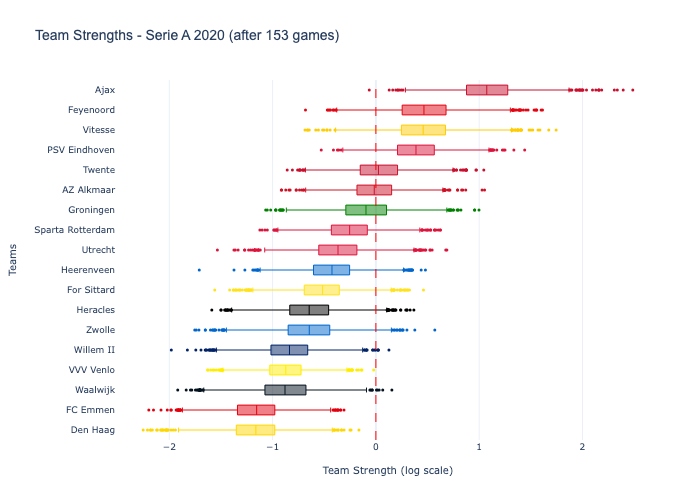 Team Strengths - Serie A 2020 (after 153 games)
Ajax
Feyenoord
Vitesse
PSV Eindhoven
Twente
AZ Alkmaar
Groningen
Sparta Rotterdam
Utrecht
Heerenveen
For Sittard
Heracles
Zwolle
Willem II
VVV Venlo
Waalwijk
FC Emmen
Den Haag
Teams
−2 −1 0 1 2
Team Strength (log scale)